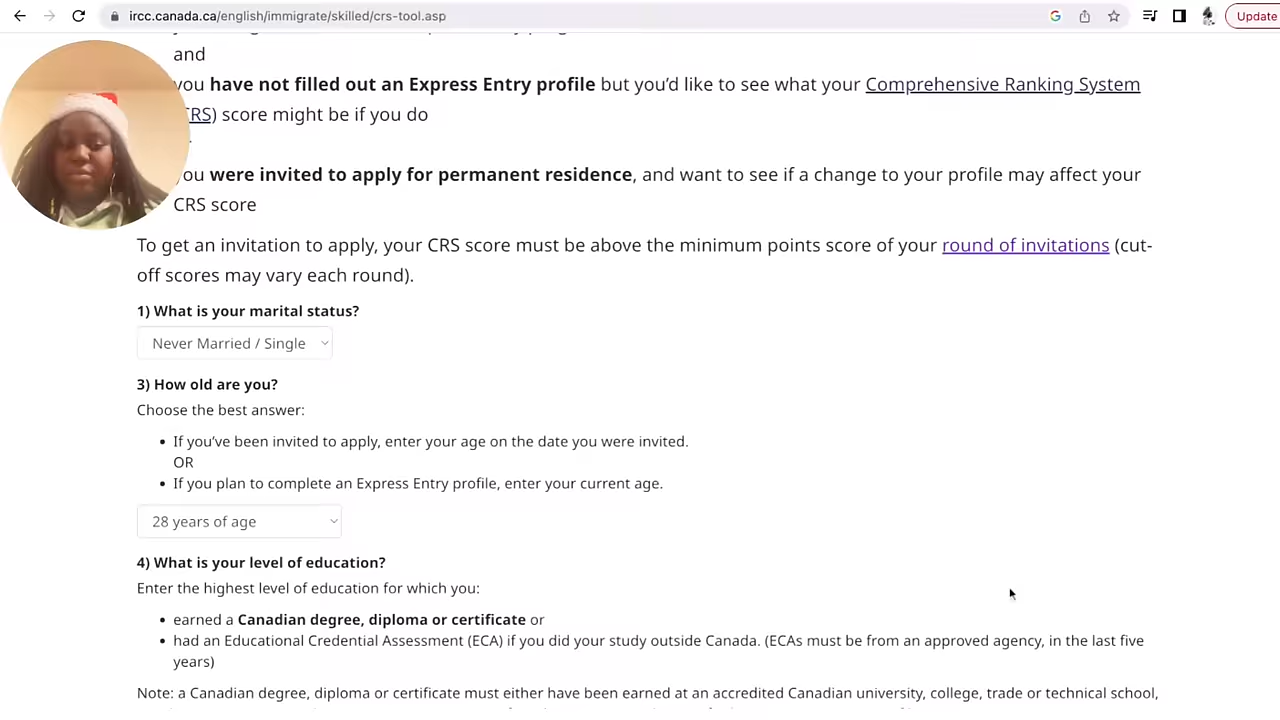 ircc.canada.ca/english/immigrate/skilled/crs-tool.asp
Update
and
you have not filled out an Express Entry profile but you’d like to see what your Comprehensive Ranking System
CRS) score might be if you do
you were invited to apply for permanent residence, and want to see if a change to your profile may affect your
CRS score
To get an invitation to apply, your CRS score must be above the minimum points score of your round of invitations (cut-
off scores may vary each round).
1) What is your marital status?
Never Married / Single
3) How old are you?
Choose the best answer:
• If you’ve been invited to apply, enter your age on the date you were invited.
OR
• If you plan to complete an Express Entry profile, enter your current age.
28 years of age
4) What is your level of education?
Enter the highest level of education for which you:
• earned a Canadian degree, diploma or certificate or
• had an Educational Credential Assessment (ECA) if you did your study outside Canada. (ECAs must be from an approved agency, in the last five
years)
Note: a Canadian degree, diploma or certificate must either have been earned at an accredited Canadian university, college, trade or technical school,